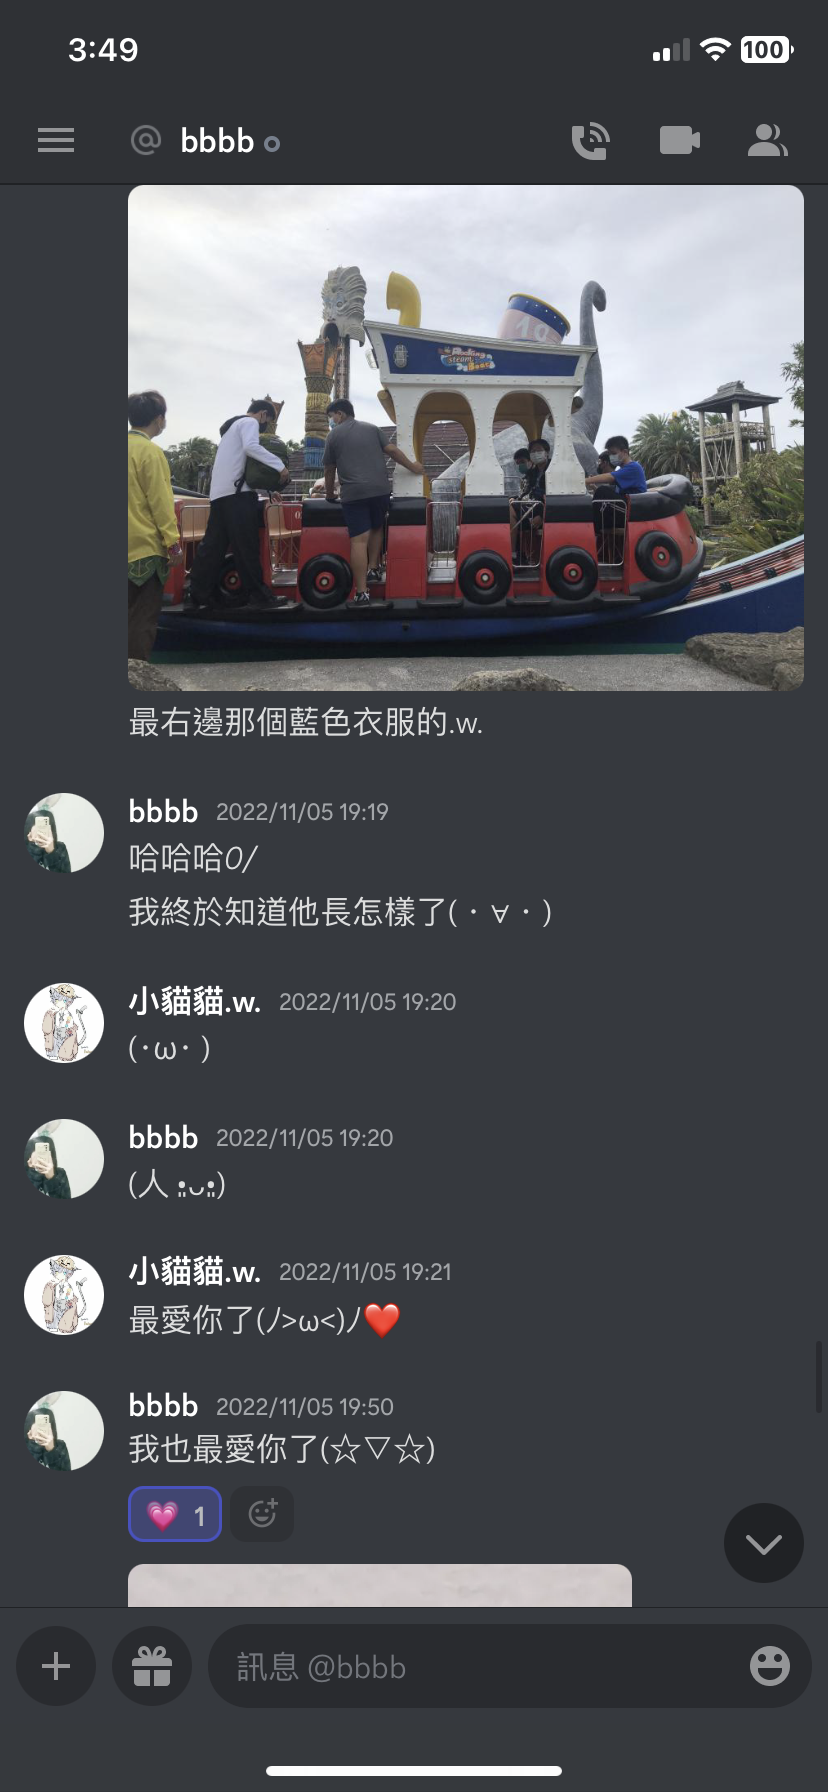 3:49
100
@ bbbb
19
steam
最右邊那個藍色衣服的.w.
bbbb 2022/11/05 19:19
哈哈哈0/
我終於知道他長怎樣了(・∀・)
小貓貓.w. 2022/11/05 19:20
(･ω･)
bbbb 2022/11/05 19:20
(人 •͈ᴗ•͈)
小貓貓.w. 2022/11/05 19:21
最愛你了(ﾉ>ω<)ﾉ❤️
bbbb 2022/11/05 19:50
我也最愛你了(☆▽☆)
💗 1
訊息 @bbbb